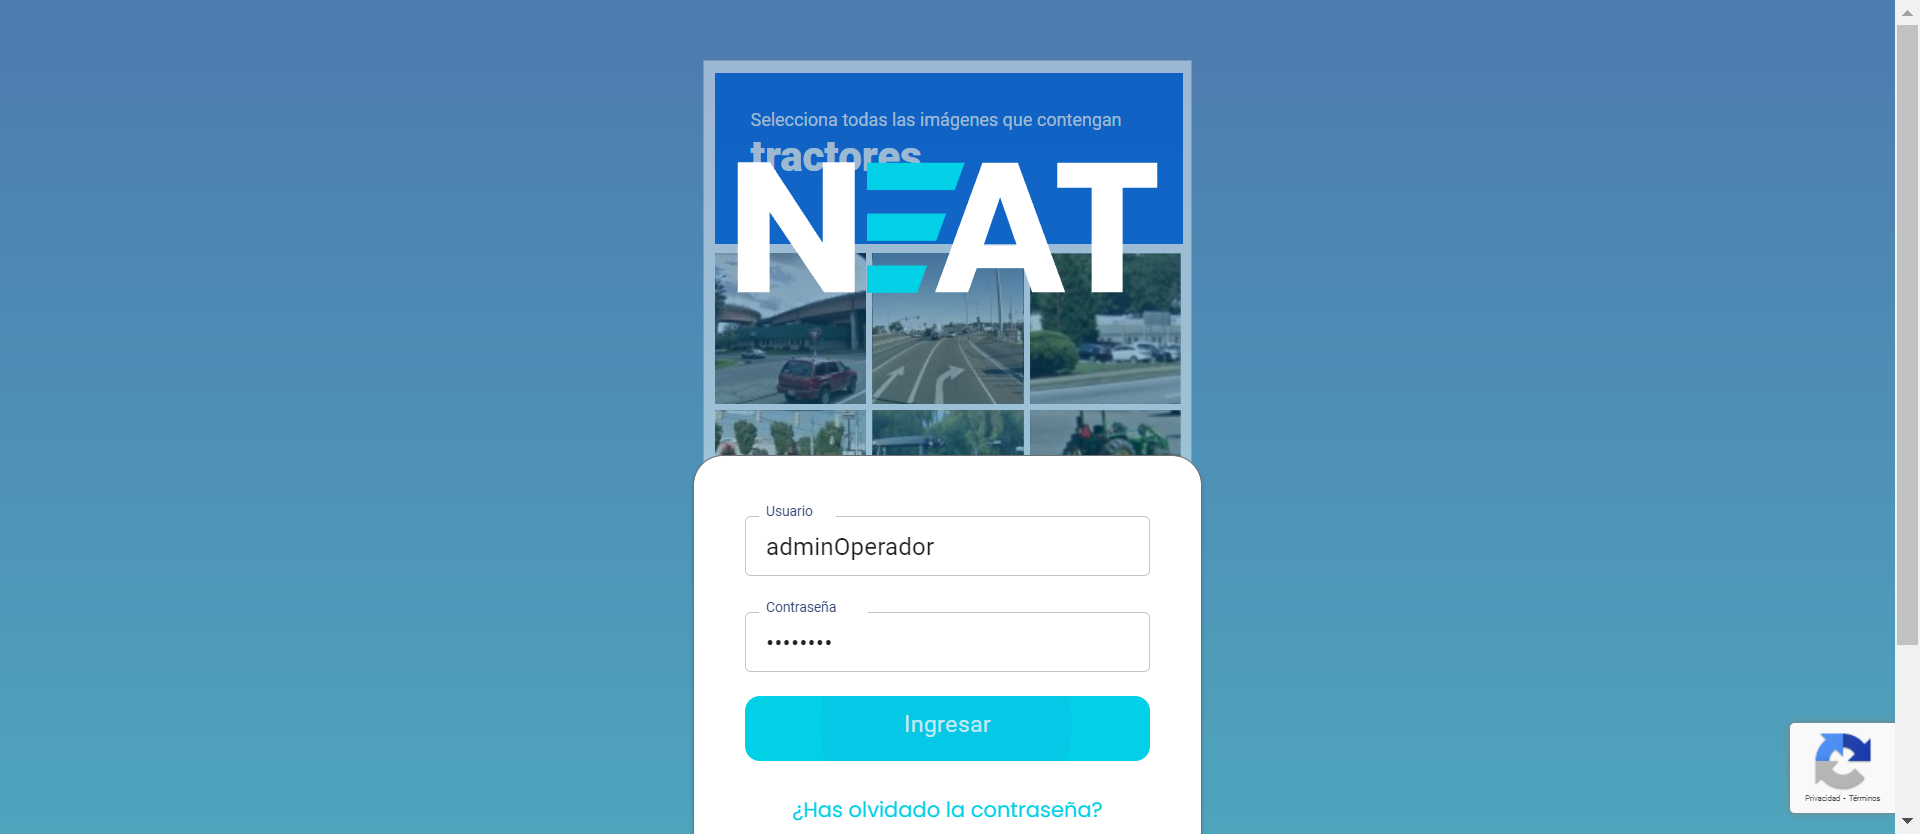 Selecciona todas las imágenes que contengan
tractores
NEAT
Usuario
adminOperador
Contraseña
••••••••
Ingresar
¿Has olvidado la contraseña?
Privacidad - Términos